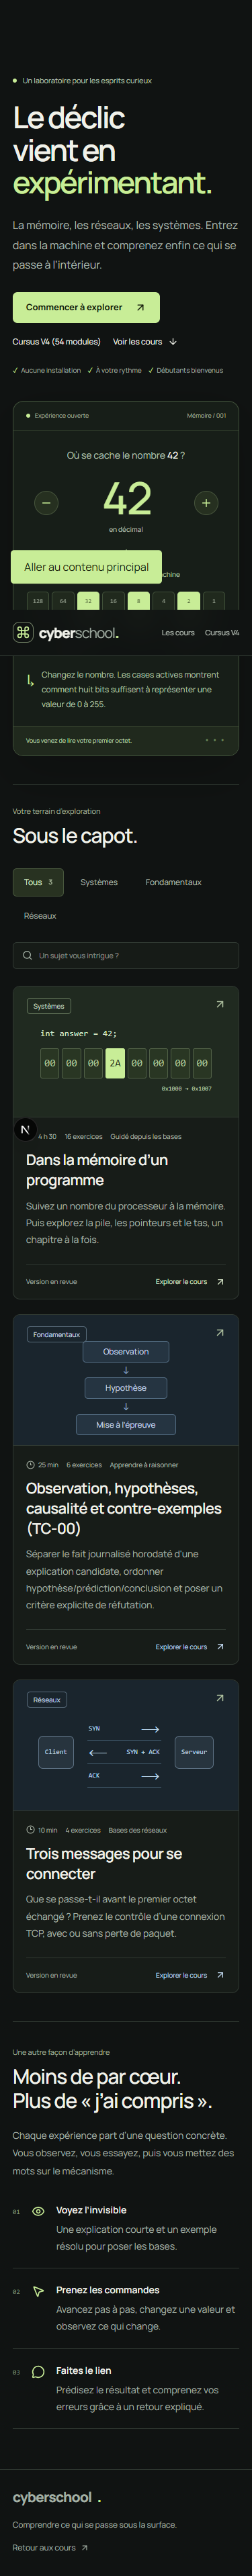 Un laboratoire pour les esprits curieux
Le déclic
vient en
expérimentant.
La mémoire, les réseaux, les systèmes. Entrez
dans la machine et comprenez enfin ce qui se
passe à l'intérieur.
Commencer à explorer
Cursus V4 (54 modules) Voir les cours
Aucune installation À votre rythme Débutants bienvenus
Expérience ouverte Mémoire / 001
Où se cache le nombre 42 ?
42
en décimal
Aller au contenu principal
chine
128 64 32 16 8 4 2 1
cyberschool. Les cours Cursus V4
Changez le nombre. Les cases actives montrent
comment huit bits suffisent à représenter une
valeur de 0 à 255.
Vous venez de lire votre premier octet.
Votre terrain d'exploration
Sous le capot.
Tous 3 Systèmes Fondamentaux
Réseaux
Un sujet vous intrigue ?
Systèmes
int answer = 42;
00 00 00 2A 00 00 00 00
0x1000 → 0x1007
N
4 h 30 16 exercices Guidé depuis les bases
Dans la mémoire d'un
programme
Suivez un nombre du processeur à la mémoire.
Puis explorez la pile, les pointeurs et le tas, un
chapitre à la fois.
Version en revue Explorer le cours
Fondamentaux
Observation
Hypothèse
Mise à l'épreuve
25 min 6 exercices Apprendre à raisonner
Observation, hypothèses,
causalité et contre-exemples
(TC-00)
Séparer le fait journalisé horodaté d'une
explication candidate, ordonner
hypothèse/prédiction/conclusion et poser un
critère explicite de réfutation.
Version en revue Explorer le cours
Réseaux
SYN
Client SYN + ACK Serveur
ACK
10 min 4 exercices Bases des réseaux
Trois messages pour se
connecter
Que se passe-t-il avant le premier octet
échangé ? Prenez le contrôle d'une connexion
TCP, avec ou sans perte de paquet.
Version en revue Explorer le cours
Une autre façon d'apprendre
Moins de par cœur.
Plus de « j'ai compris ».
Chaque expérience part d'une question concrète.
Vous observez, vous essayez, puis vous mettez des
mots sur le mécanisme.
01 Voyez l'invisible
Une explication courte et un exemple
résolu pour poser les bases.
02 Prenez les commandes
Avancez pas à pas, changez une valeur et
observez ce qui change.
03 Faites le lien
Prédisez le résultat et comprenez vos
erreurs grâce à un retour expliqué.
cyberschool .
Comprendre ce qui se passe sous la surface.
Retour aux cours